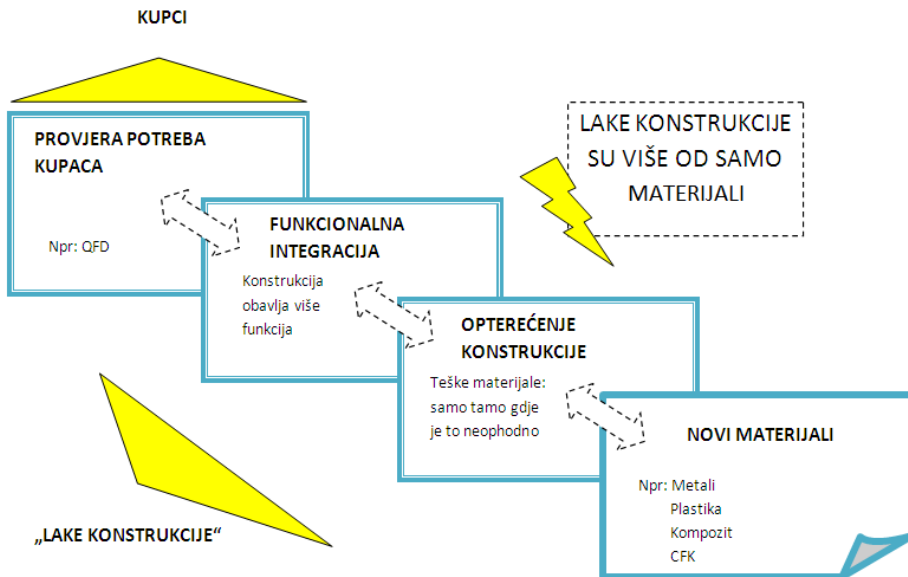 KUPCI
PROVJERA POTREBA
KUPACA
Npr: QFD
LAKE KONSTRUKCIJE
SU VIŠE OD SAMO
MATERIJALI
FUNKCIONALNA
INTEGRACIJA
Konstrukcija
obavlja više
funkcija
OPTEREĆENJE
KONSTRUKCIJE
Teške materijale:
samo tamo gdje
je to neophodno
NOVI MATERIJALI
Npr: Metali
Plastika
Kompozit
CFK
„LAKE KONSTRUKCIJE“